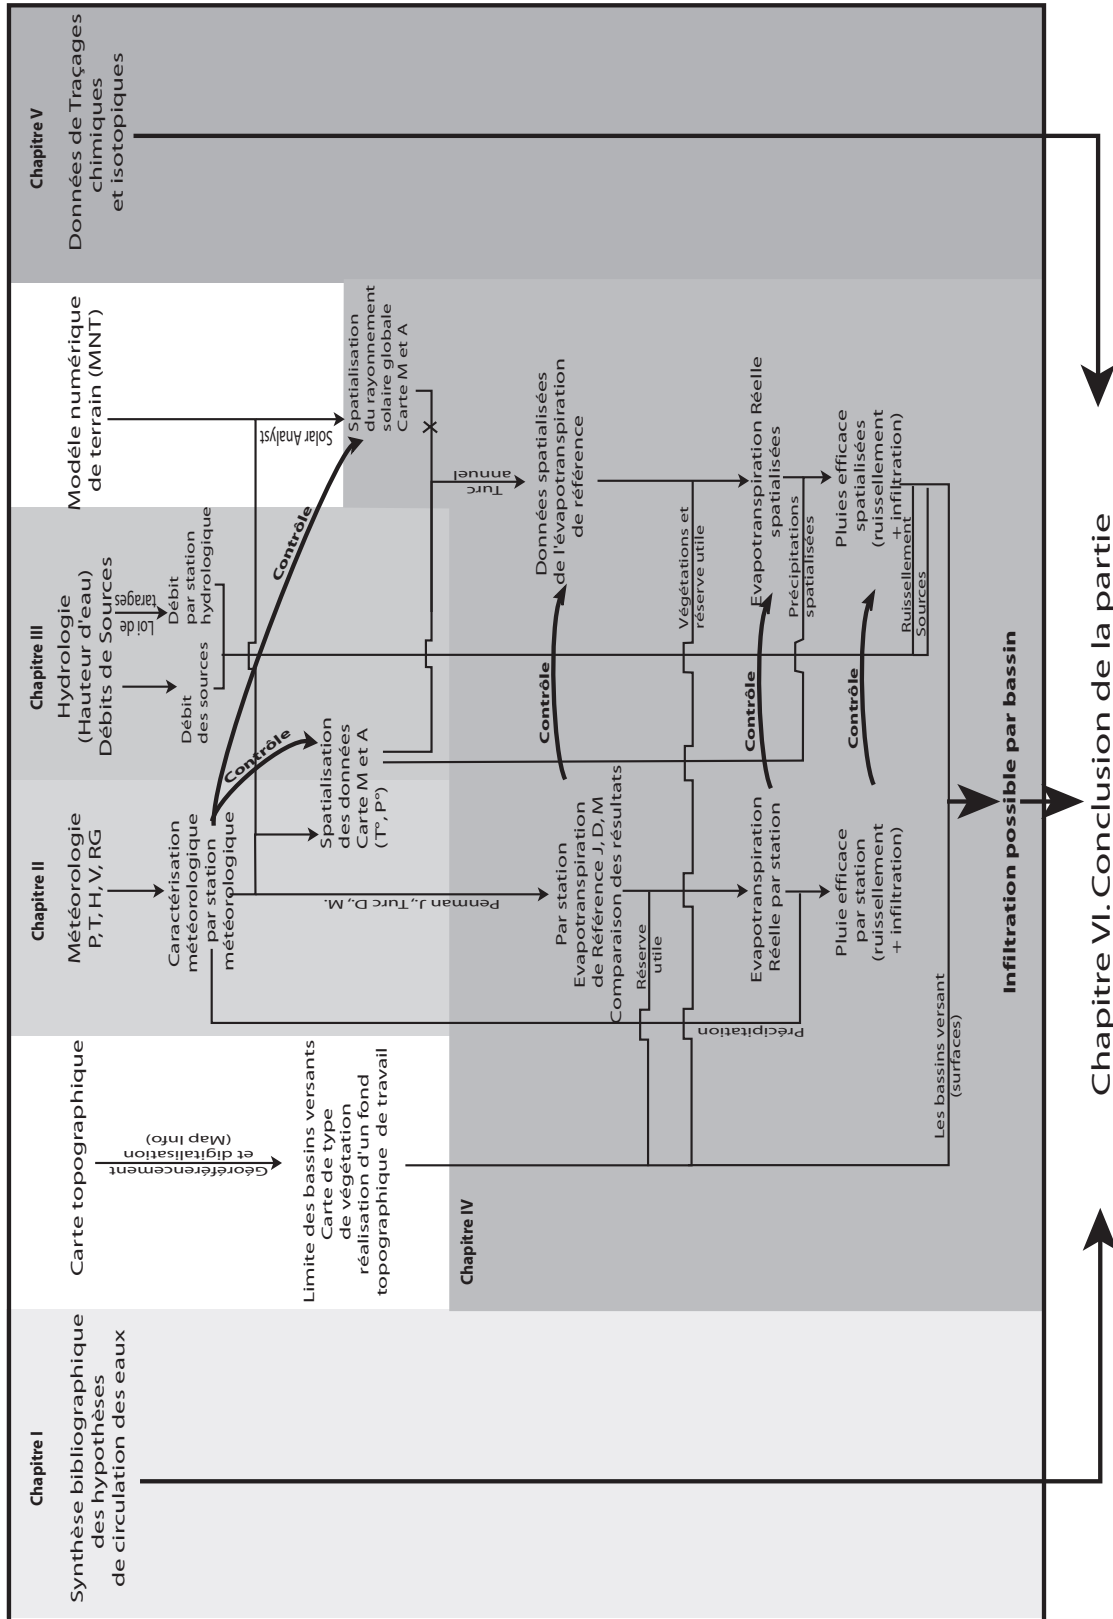 Chapitre I
Synthèse bibliographique
des hypothèses
de circulation des eaux
Carte topographique
Géoréférencement
et digitalisation
(Map Info)
Limite des bassins versants
Carte de type
de végétation
réalisation d'un fond
topographique de travail
Chapitre II
Météorologie
P, T, H, V, RG
Caractérisation
météorologique
par station
météorologique
Chapitre III
Hydrologie
(Hauteur d'eau)
Débits de Sources
Loi de
tarages
Débit
des sources
Débit
par station
hydrologique
Modéle numérique
de terrain (MNT)
Solar Analyst
Chapitre V
Données de Traçages
chimiques
et isotopiques
Contrôle
Contrôle
Spatialisation
des données
Carte M et A
(T°, P°)
Spatialisation
du rayonnement
solaire globale
Carte M et A
Chapitre IV
Penman J., Turc D., M.
Turc
annuel
Par station
Evapotranspiration
de Référence J, D, M
Comparaison des résultats
Contrôle
Données spatialisées
de l'évapotranspiration
de référence
Réserve
utile
Végétations et
réserve utile
Précipitation
Evapotranspiration
Réelle par station
Contrôle
Evapotranspiration Réelle
spatialisées
Précipitations
spatialisées
Pluie efficace
par station
(ruissellement
+ infiltration)
Contrôle
Pluies efficace
spatialisées
(ruissellement
+ infiltration)
Ruissellement
Sources
Les bassins versant
(surfaces)
Infiltration possible par bassin
Chapitre VI. Conclusion de la partie